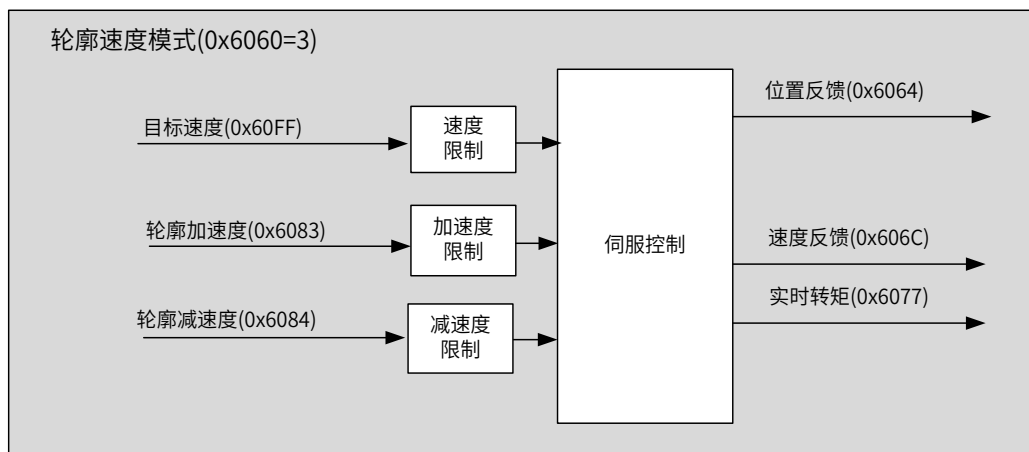 轮廓速度模式(0x6060=3)
目标速度(0x60FF)
速度
限制
轮廓加速度(0x6083)
加速度
限制
轮廓减速度(0x6084)
减速度
限制
伺服控制
位置反馈(0x6064)
速度反馈(0x606C)
实时转矩(0x6077)